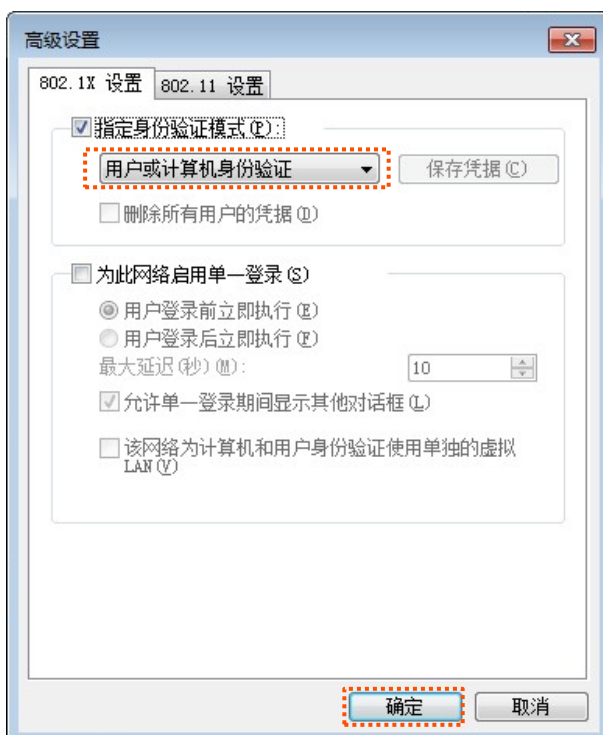 高级设置
802.1X 设置 802.11 设置
指定身份验证模式(P):
用户或计算机身份验证 保存凭据(C)
删除所有用户的凭据(D)
为此网络启用单一登录(S)
用户登录前立即执行(E)
用户登录后立即执行(F)
最大延迟(秒)(M): 10
允许单一登录期间显示其他对话框(L)
该网络为计算机和用户身份验证使用单独的虚拟
LAN(V)
确定 取消